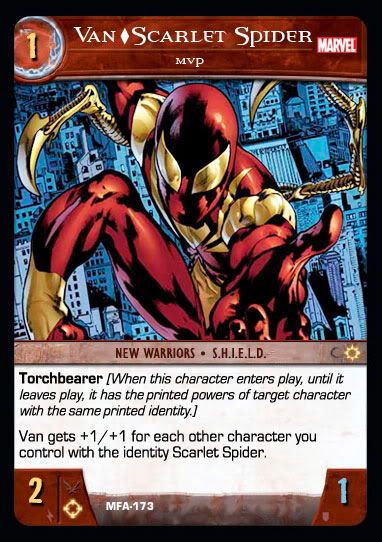 1
Van♦Scarlet Spider
MVP
MARVEL
NEW WARRIORS • S.H.I.E.L.D.
C
Torchbearer [When this character enters play, until it
leaves play, it has the printed powers of target character
with the same printed identity.]
Van gets +1/+1 for each other character you
control with the identity Scarlet Spider.
2
MFA-173
1